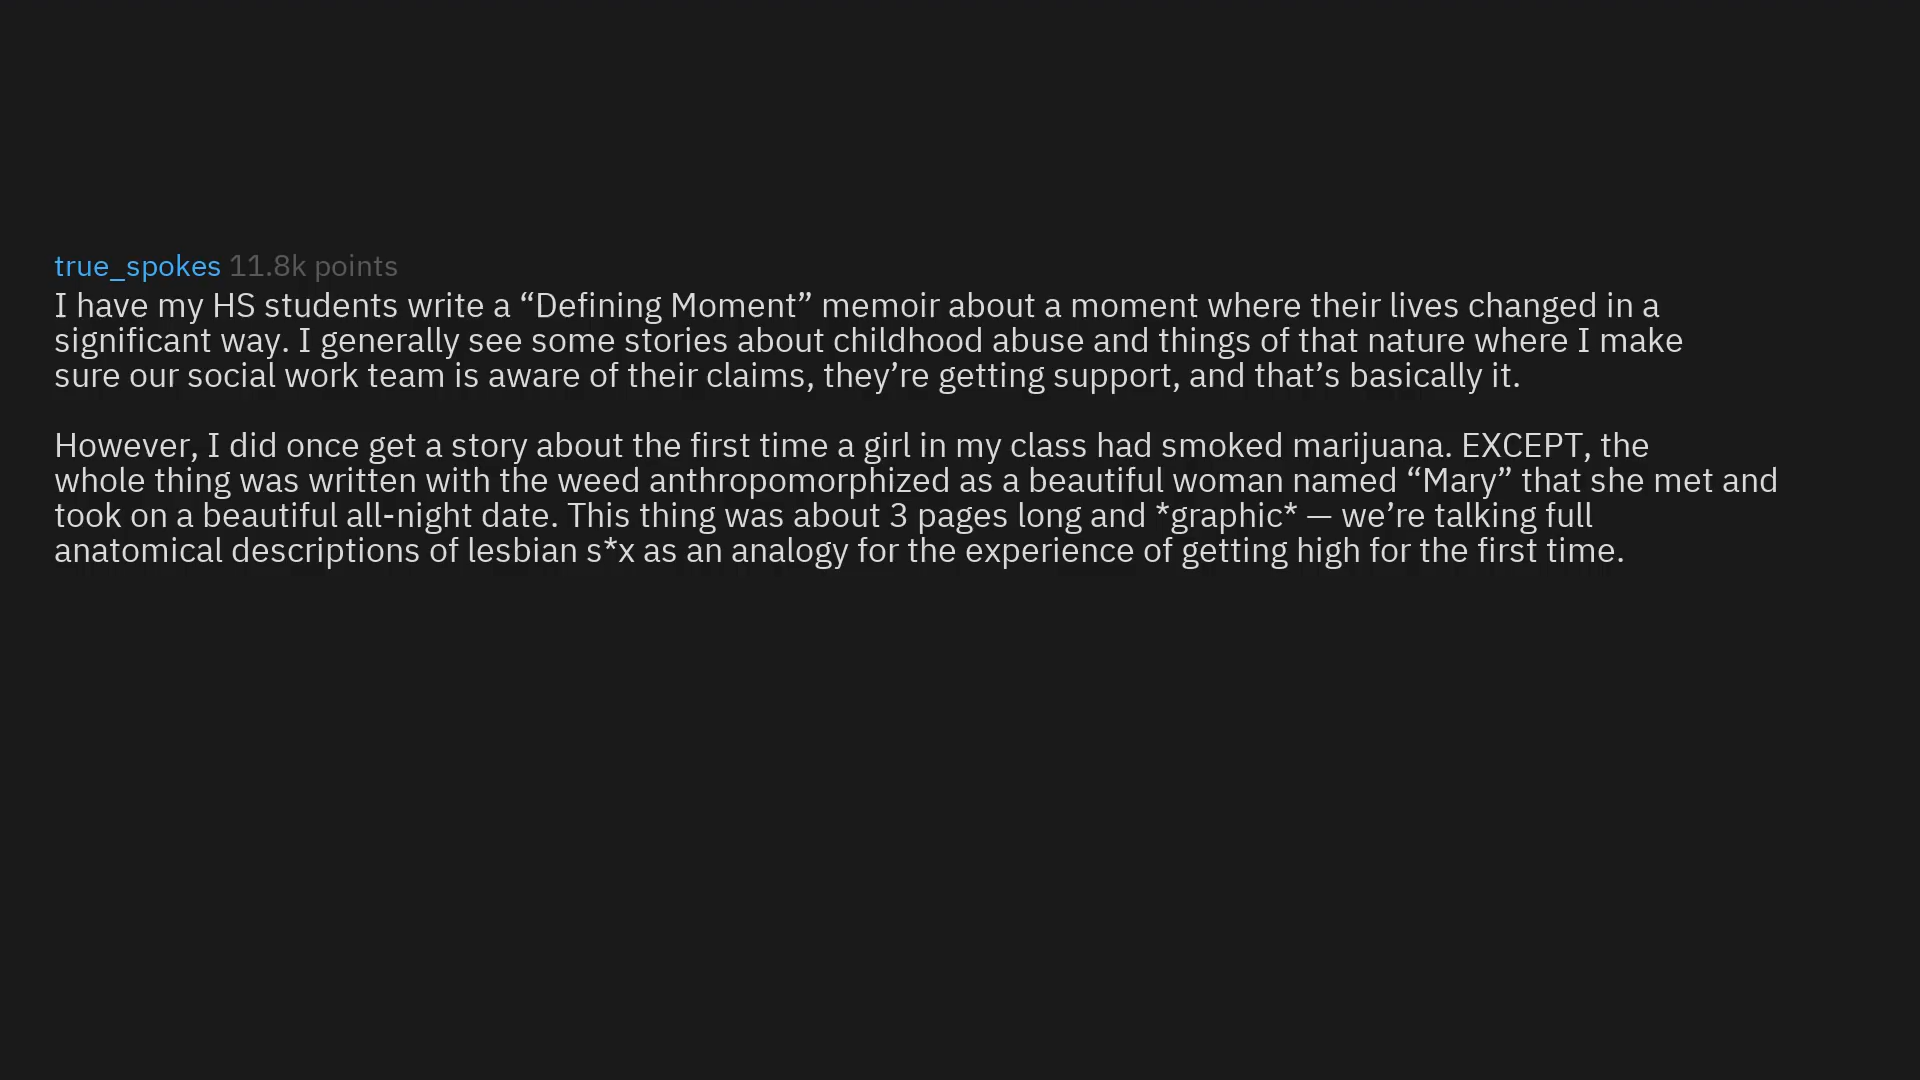 true_spokes 11.8k points
I have my HS students write a “Defining Moment” memoir about a moment where their lives changed in a
significant way. I generally see some stories about childhood abuse and things of that nature where I make
sure our social work team is aware of their claims, they’re getting support, and that’s basically it.
However, I did once get a story about the first time a girl in my class had smoked marijuana. EXCEPT, the
whole thing was written with the weed anthropomorphized as a beautiful woman named “Mary” that she met and
took on a beautiful all-night date. This thing was about 3 pages long and *graphic* — we’re talking full
anatomical descriptions of lesbian s*x as an analogy for the experience of getting high for the first time.